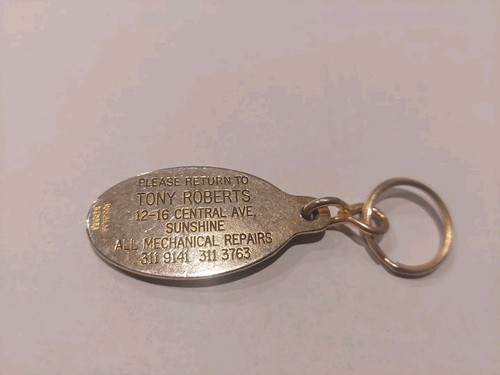 PLEASE RETURN TO
TONY ROBERTS
12-16 CENTRAL AVE,
SUNSHINE
ALL MECHANICAL REPAIRS
311 9141 311 3763